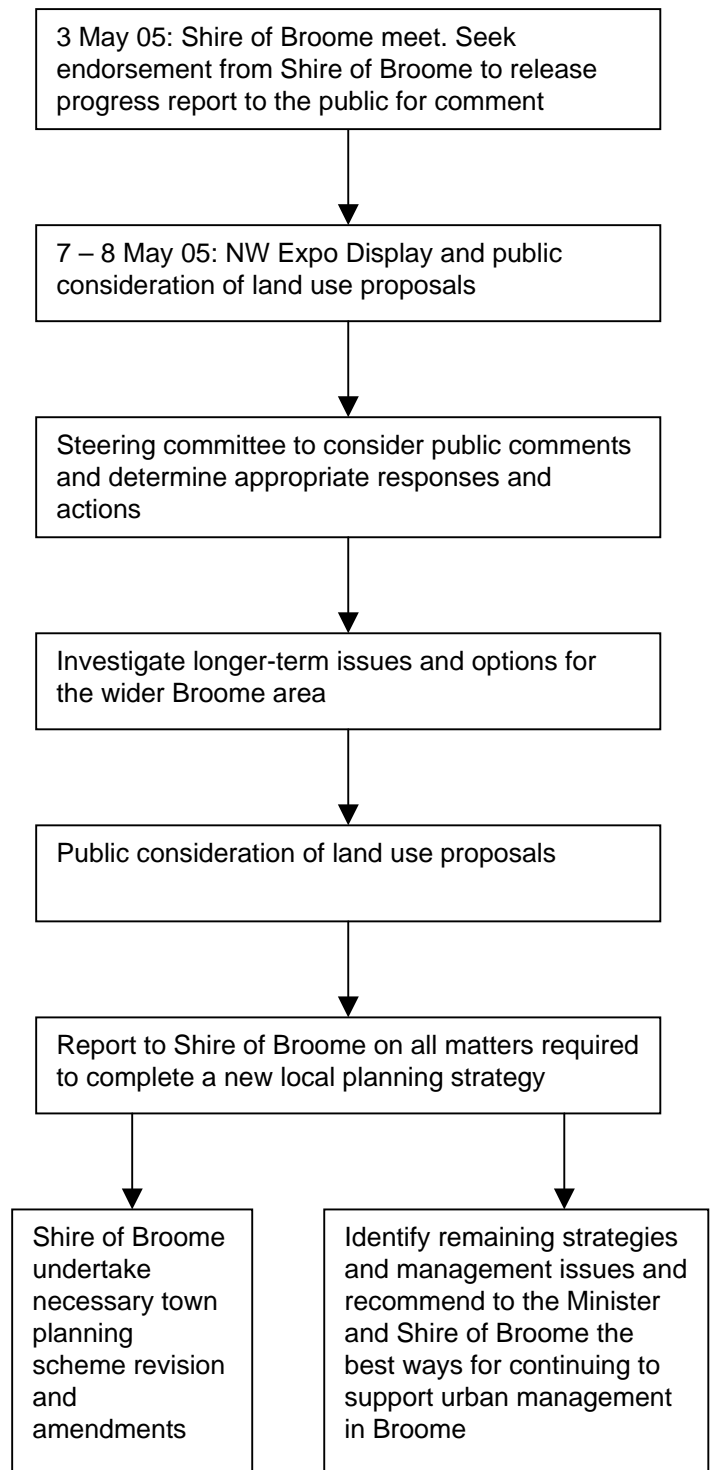 3 May 05: Shire of Broome meet. Seek
endorsement from Shire of Broome to release
progress report to the public for comment
7 – 8 May 05: NW Expo Display and public
consideration of land use proposals
Steering committee to consider public comments
and determine appropriate responses and
actions
Investigate longer-term issues and options for
the wider Broome area
Public consideration of land use proposals
Report to Shire of Broome on all matters required
to complete a new local planning strategy
Shire of Broome
undertake
necessary town
planning
scheme revision
and
amendments
Identify remaining strategies
and management issues and
recommend to the Minister
and Shire of Broome the
best ways for continuing to
support urban management
in Broome